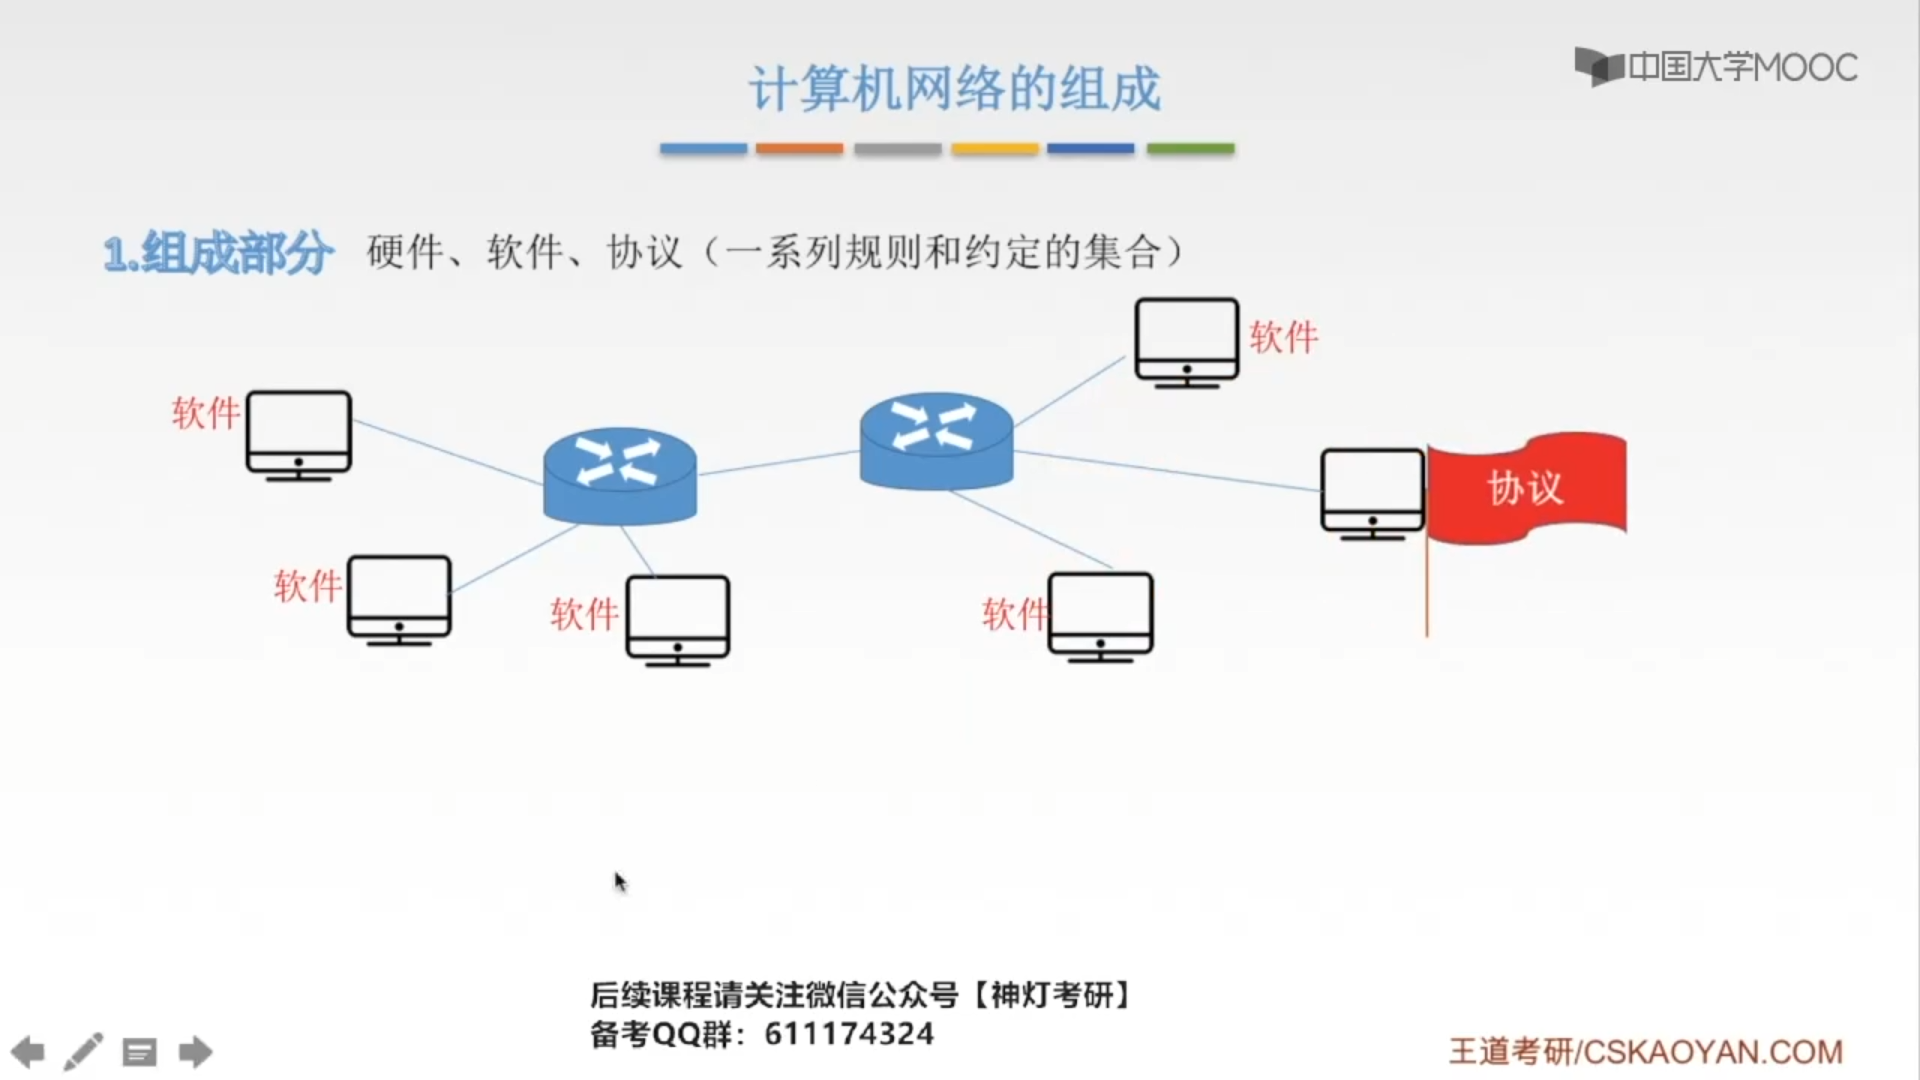 计算机网络的组成
中国大学MOOC
1.组成部分 硬件、软件、协议（一系列规则和约定的集合）
软件
软件
协议
软件
软件
软件
后续课程请关注微信公众号【神灯考研】
备考QQ群：611174324
王道考研/CSKAOYAN.COM